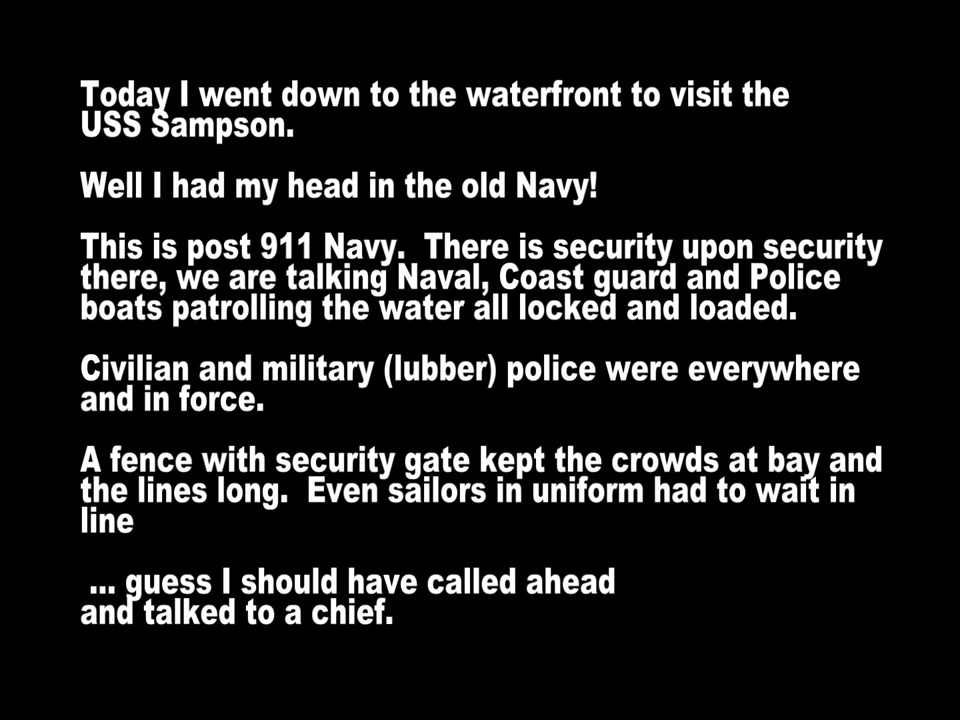 Today I went down to the waterfront to visit the
USS Sampson.
Well I had my head in the old Navy!
This is post 911 Navy.  There is security upon security
there, we are talking Naval, Coast guard and Police
boats patrolling the water all locked and loaded.
Civilian and military (lubber) police were everywhere
and in force.
A fence with security gate kept the crowds at bay and
the lines long.  Even sailors in uniform had to wait in
line
... guess I should have called ahead
and talked to a chief.